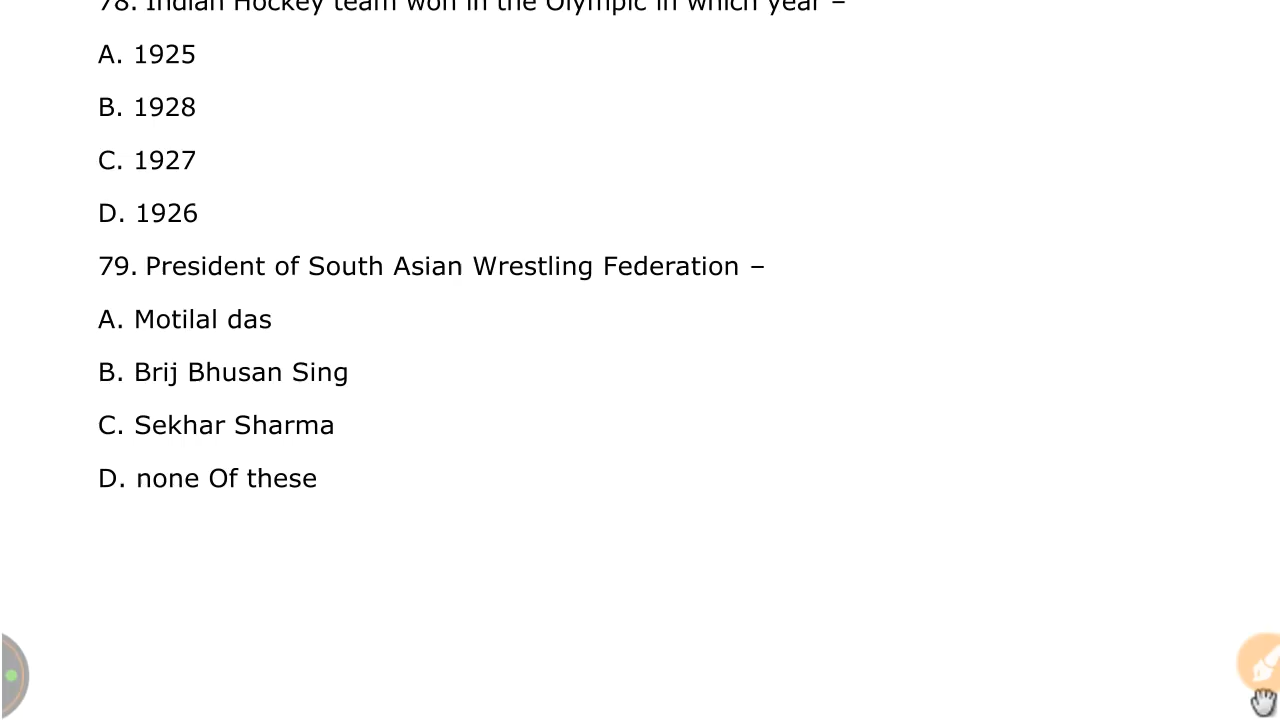 78. Indian Hockey team won in the Olympic in which year –
A. 1925
B. 1928
C. 1927
D. 1926
79. President of South Asian Wrestling Federation –
A. Motilal das
B. Brij Bhusan Sing
C. Sekhar Sharma
D. none Of these